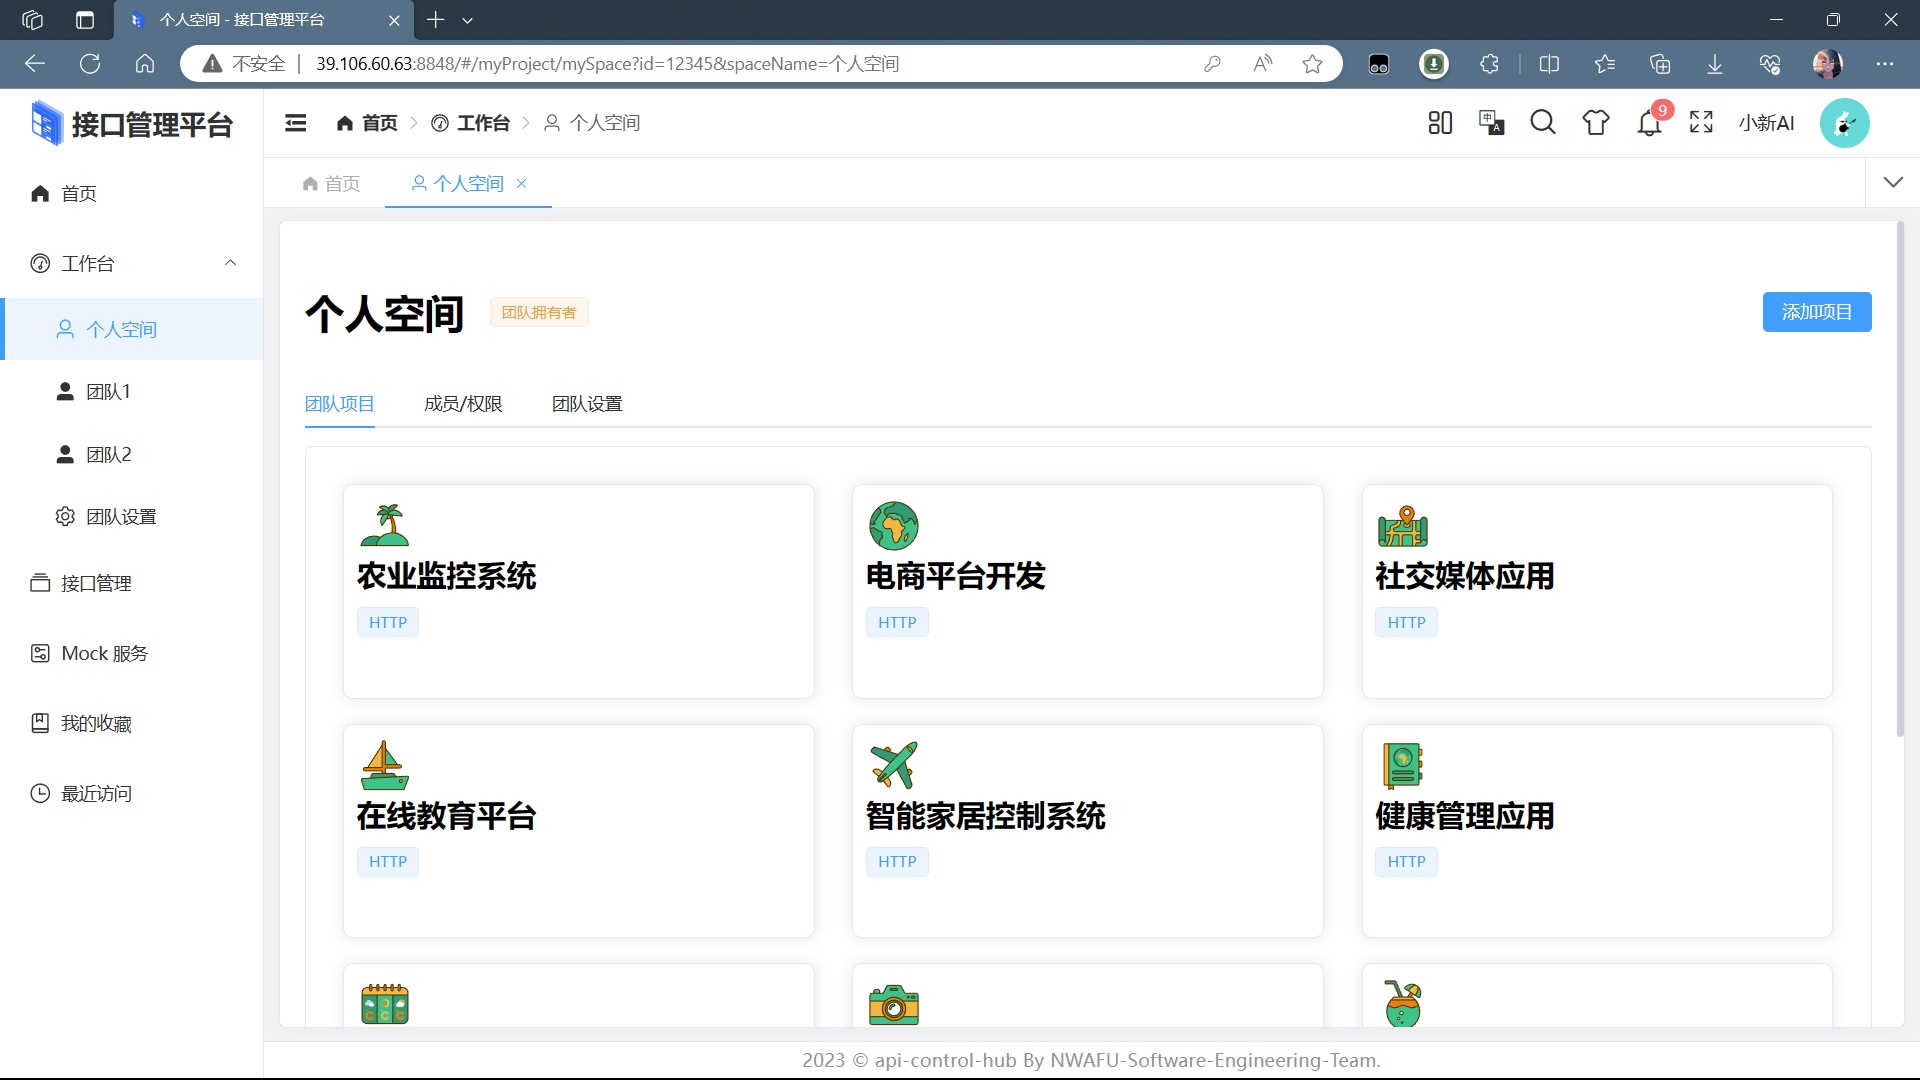 个人空间 - 接口管理平台
不安全
39.106.60.63:8848/#/myProject/mySpace?id=12345&spaceName=个人空间
接口管理平台
首页
工作台
个人空间
中 A
9
小新AI
首页
个人空间
首页
工作台
个人空间
团队1
团队2
团队设置
接口管理
Mock 服务
我的收藏
最近访问
个人空间
团队拥有者
添加项目
团队项目
成员/权限
团队设置
农业监控系统
HTTP
电商平台开发
HTTP
社交媒体应用
HTTP
在线教育平台
HTTP
智能家居控制系统
HTTP
健康管理应用
HTTP
C C C
2023 © api-control-hub By NWAFU-Software-Engineering-Team.